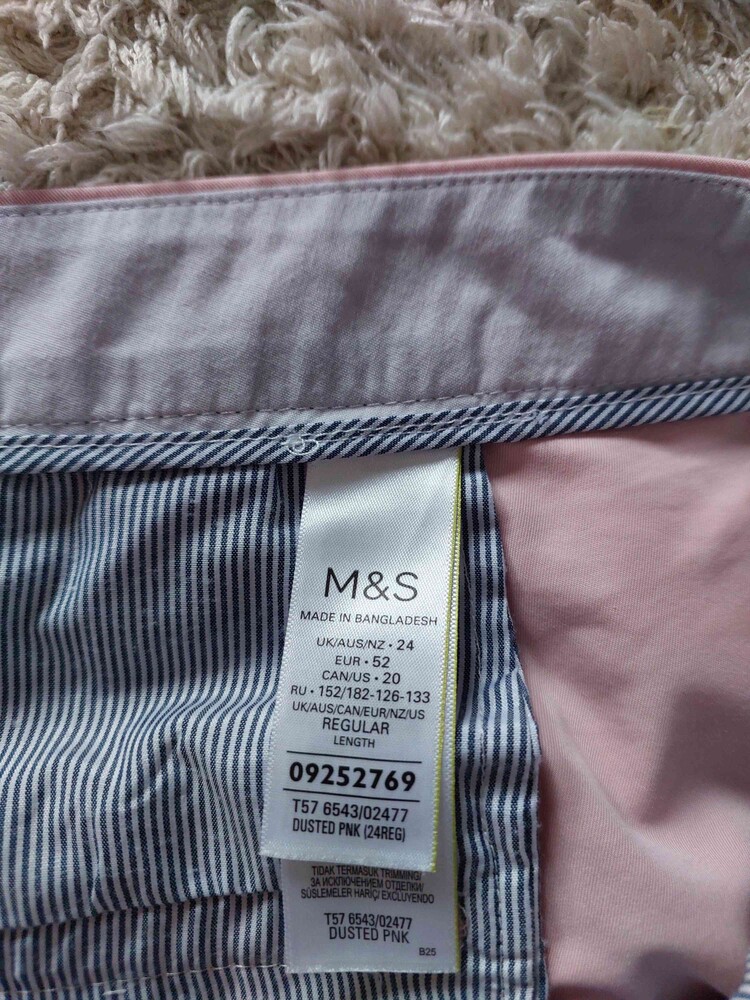 M&S
MADE IN BANGLADESH
UK/AUS/NZ • 24
EUR • 52
CAN/US • 20
RU • 152/182-126-133
UK/AUS/CAN/EUR/NZ/US
REGULAR
LENGTH
09252769
T57 6543/02477
DUSTED PNK (24REG)
TIDAK TERMASUK TRIMMING/
ЗА ИСКЛЮЧЕНИЕМ ОТДЕЛКИ/
SÜSLEMELER HARİÇ/ EXCLUYENDO
T57 6543/02477
DUSTED PNK
B25